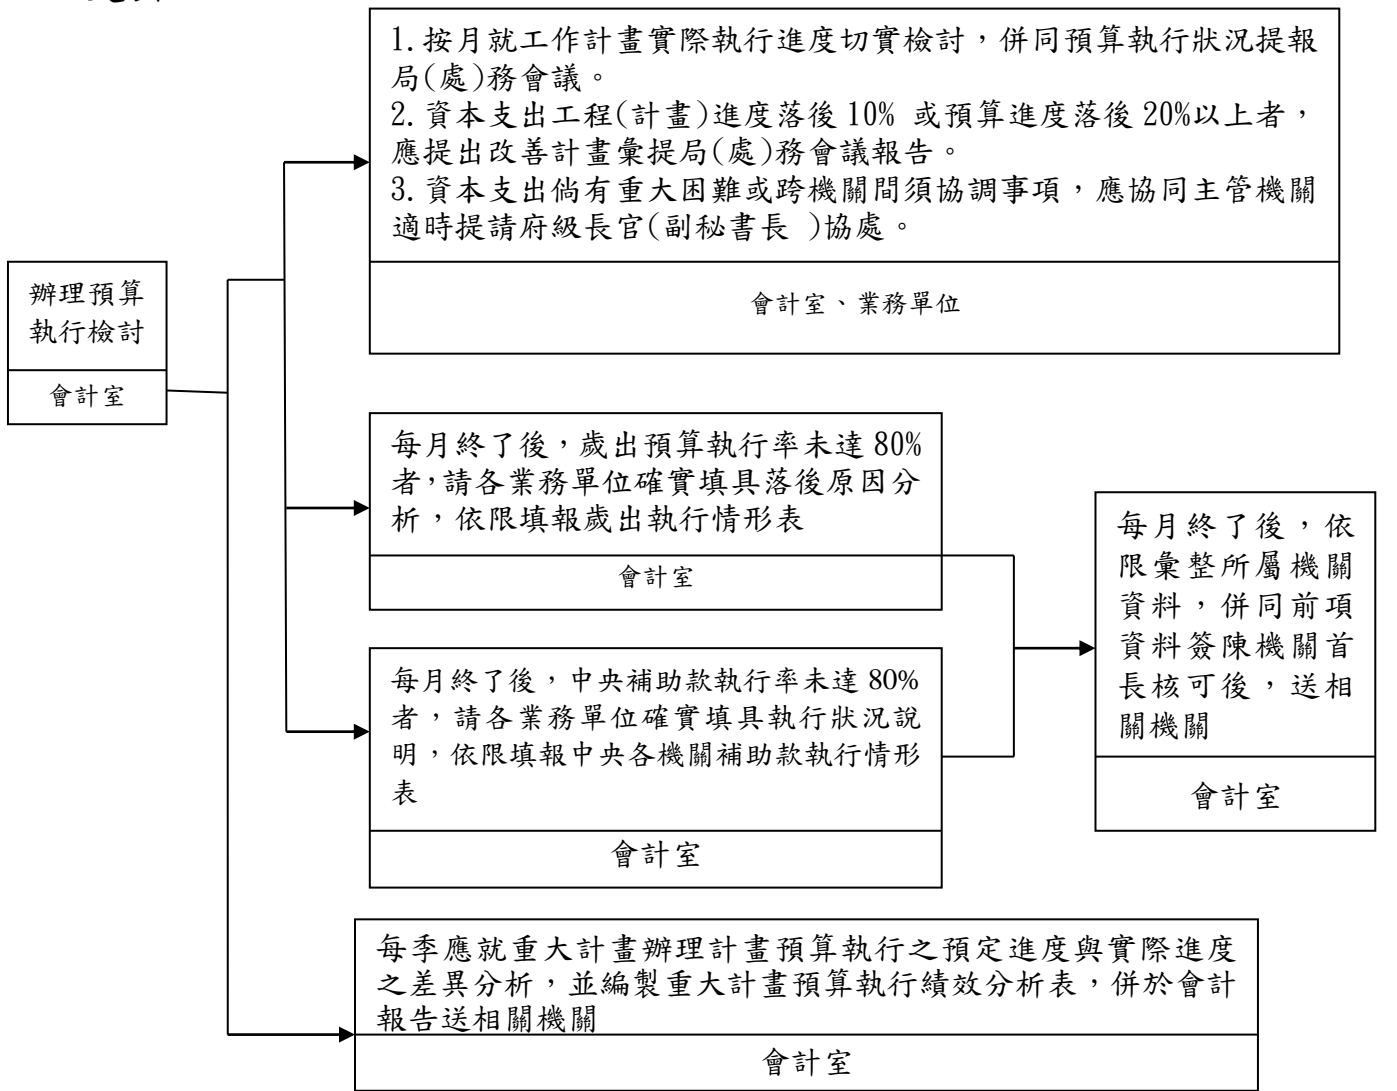 辦理預算
執行檢討
會計室
1.按月就工作計畫實際執行進度切實檢討，併同預算執行狀況提報
局(處)務會議。
2.資本支出工程(計畫)進度落後 10% 或預算進度落後 20%以上者，
應提出改善計畫彙提局(處)務會議報告。
3.資本支出倘有重大困難或跨機關間須協調事項，應協同主管機關
適時提請府級長官(副秘書長 )協處。
會計室、業務單位
每月終了後，歲出預算執行率未達 80%
者，請各業務單位確實填具落後原因分
析，依限填報歲出執行情形表
會計室
每月終了後，中央補助款執行率未達 80%
者，請各業務單位確實填具執行狀況說
明，依限填報中央各機關補助款執行情形
表
會計室
每月終了後，依
限彙整所屬機關
資料，併同前項
資料簽陳機關首
長核可後，送相
關機關
會計室
每季應就重大計畫辦理計畫預算執行之預定進度與實際進度
之差異分析，並編製重大計畫預算執行績效分析表，併於會計
報告送相關機關
會計室